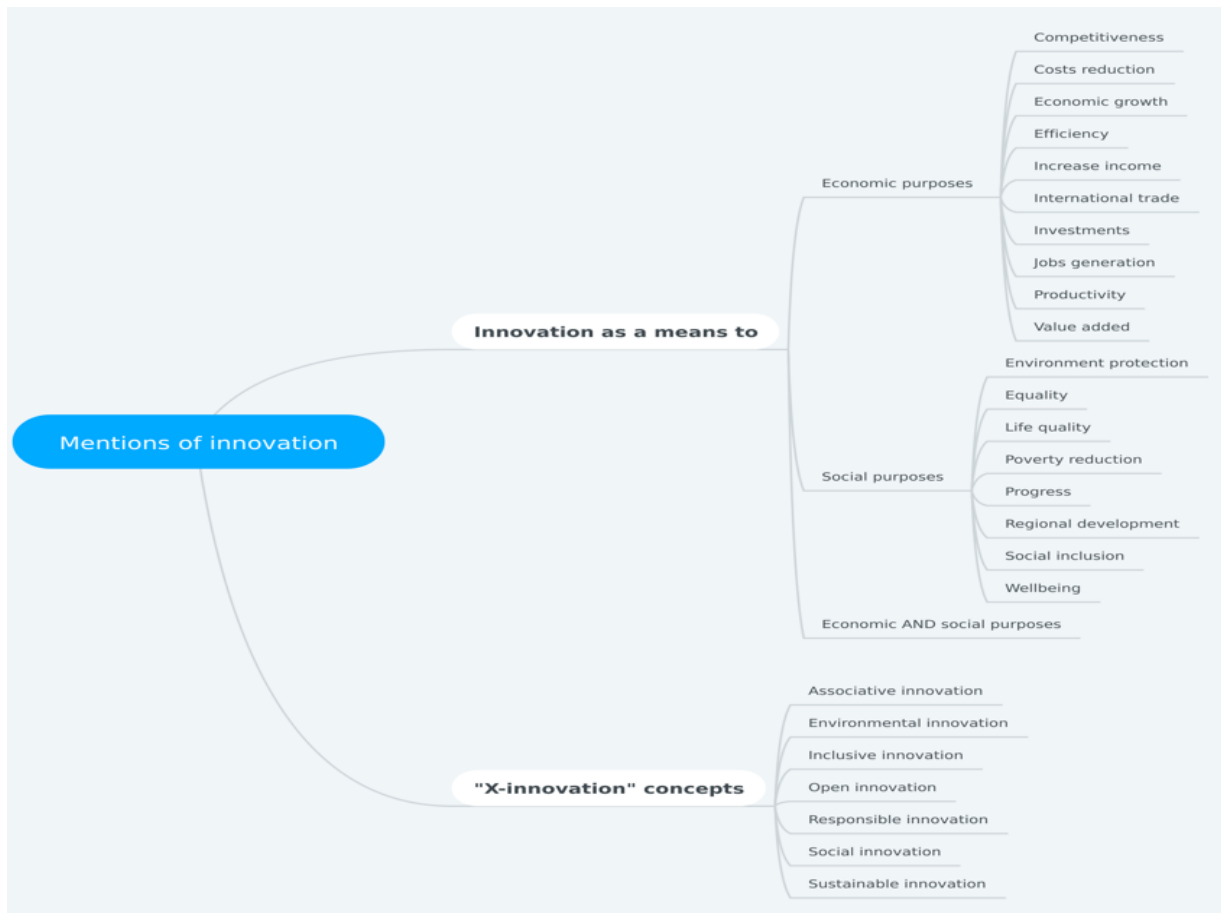 Mentions of innovation
Innovation as a means to
Economic purposes
Competitiveness
Costs reduction
Economic growth
Efficiency
Increase income
International trade
Investments
Jobs generation
Productivity
Value added
Social purposes
Environment protection
Equality
Life quality
Poverty reduction
Progress
Regional development
Social inclusion
Wellbeing
Economic AND social purposes
"X-innovation" concepts
Associative innovation
Environmental innovation
Inclusive innovation
Open innovation
Responsible innovation
Social innovation
Sustainable innovation